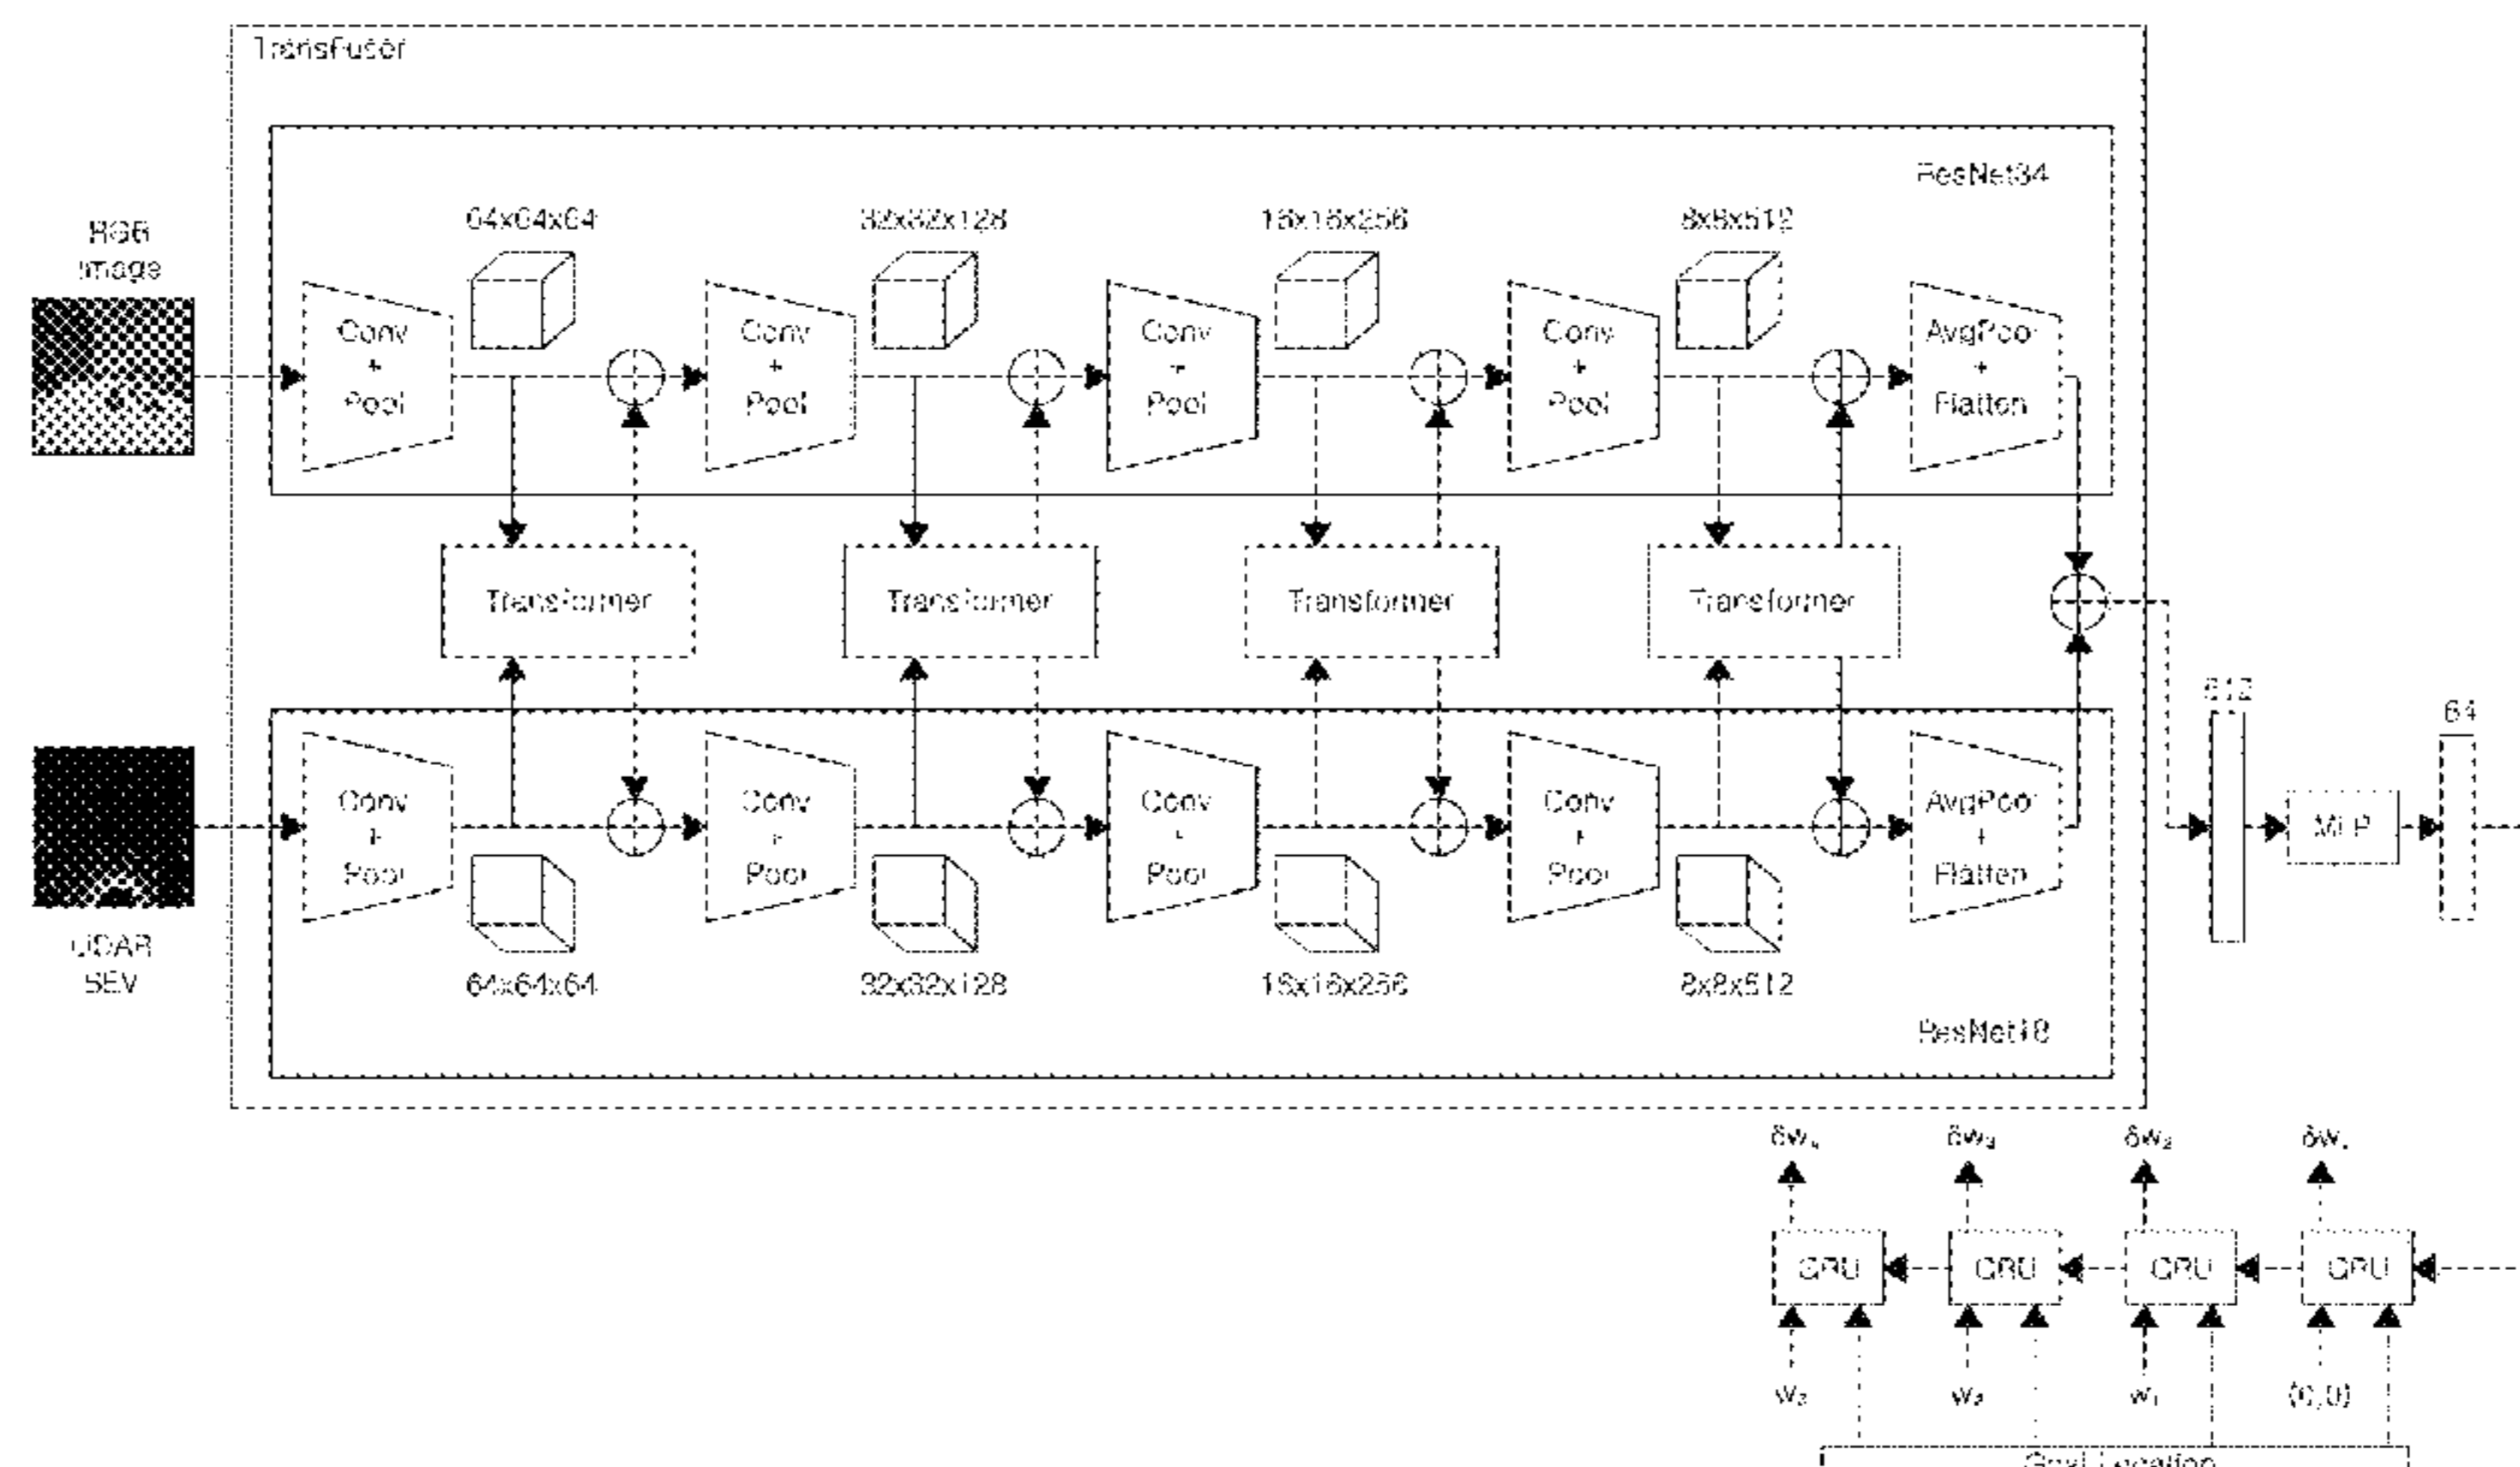 TransFuser
ResNet34
RGB
Image
64x64x64
32x32x128
16x16x256
8x8x512
Conv
+
Pool
Conv
+
Pool
Conv
+
Pool
Conv
+
Pool
AvgPool
+
Flatten
Transformer
Transformer
Transformer
Transformer
512
64
MLP
Conv
+
Pool
Conv
+
Pool
Conv
+
Pool
Conv
+
Pool
AvgPool
+
Flatten
LiDAR
BEV
64x64x64
32x32x128
16x16x256
8x8x512
ResNet18
δw₄
δw₃
δw₂
δw₁
GRU
GRU
GRU
GRU
w₃
w₂
w₁
(0,0)
Goal Location